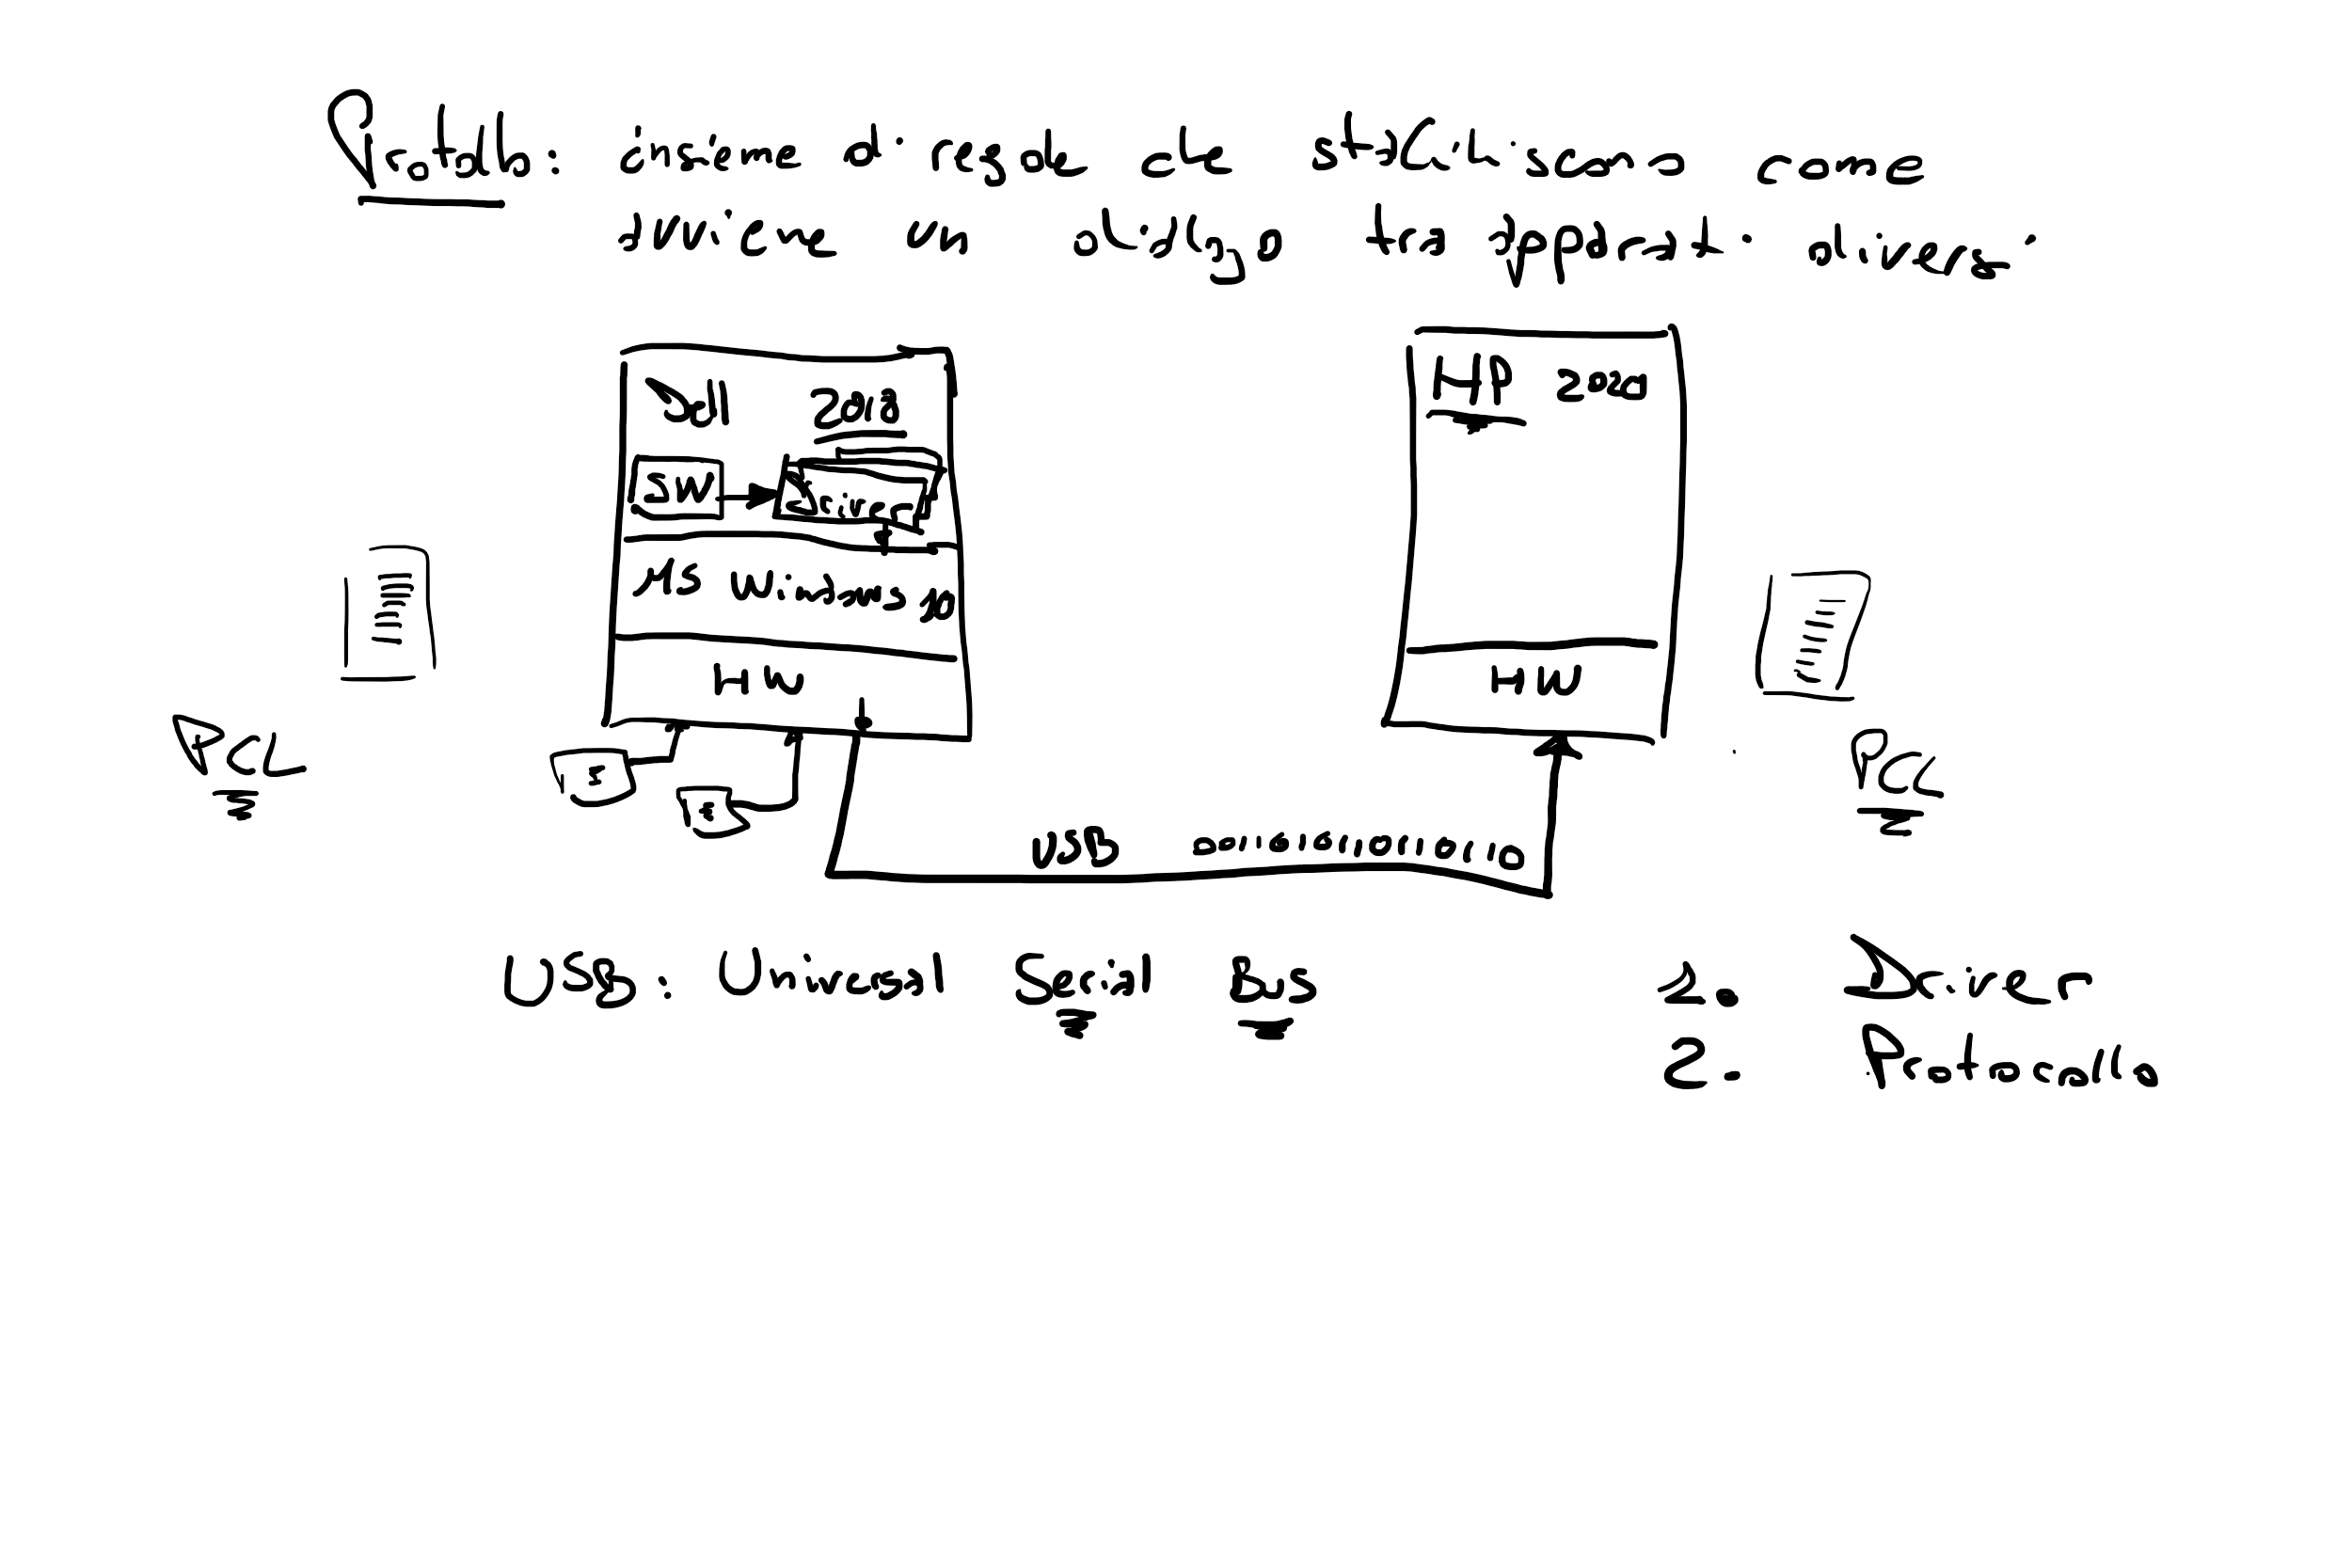 Protocollo: insieme di regole che stabiliscono come
avviene un dialogo tra apparati diversi
Dell 2018
HP 2020
SW
Driver
MS Windows 10
HW
HW
PCL
PCL
USB
USB: Universal Serial Bus
1. Driver
2. Protocollo